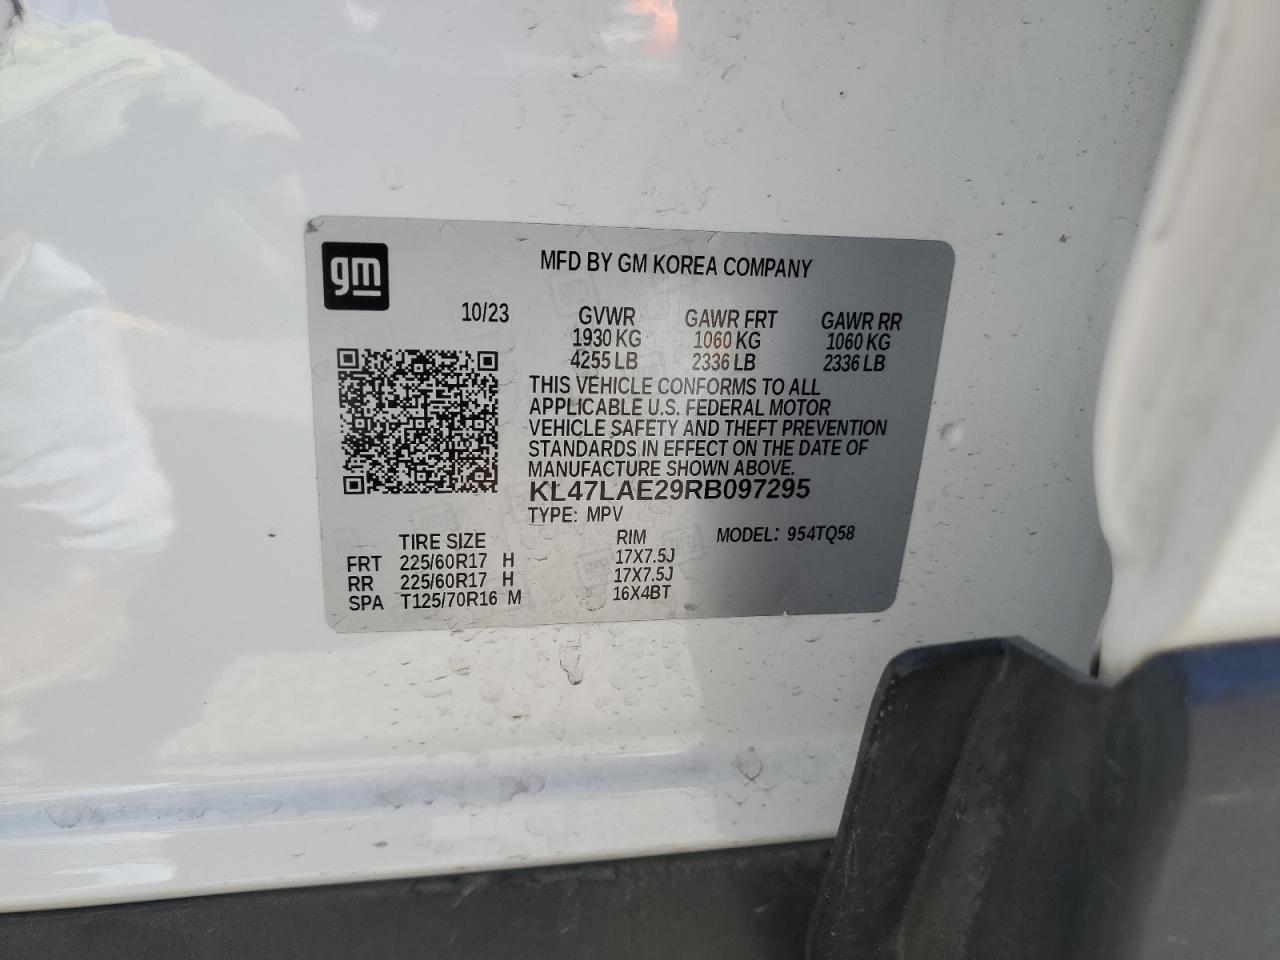 gm
MFD BY GM KOREA COMPANY
10/23 GVWR GAWR FRT GAWR RR
1930 KG 1060 KG 1060 KG
4255 LB 2336 LB 2336 LB
THIS VEHICLE CONFORMS TO ALL
APPLICABLE U.S. FEDERAL MOTOR
VEHICLE SAFETY AND THEFT PREVENTION
STANDARDS IN EFFECT ON THE DATE OF
MANUFACTURE SHOWN ABOVE.
KL47LAE29RB097295
TYPE: MPV
TIRE SIZE RIM MODEL: 954TQ58
FRT 225/60R17 H 17X7.5J
RR 225/60R17 H 17X7.5J
SPA T125/70R16 M 16X4BT